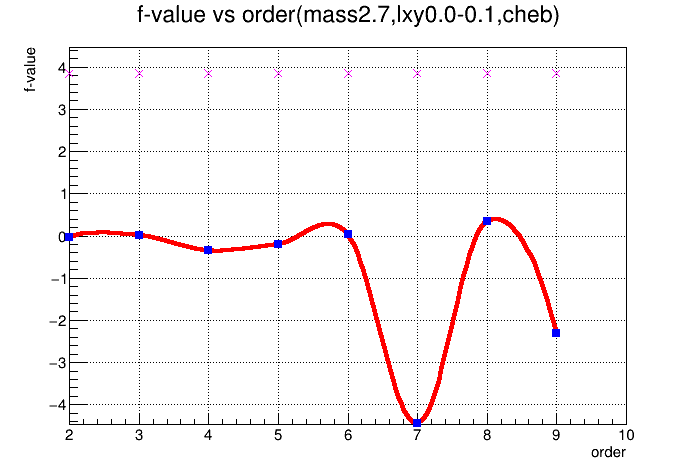 f-value vs order(mass2.7,lxy0.0-0.1,cheb)
f-value
4
3
2
1
0
−1
−2
−3
−4
2 3 4 5 6 7 8 9 10
order